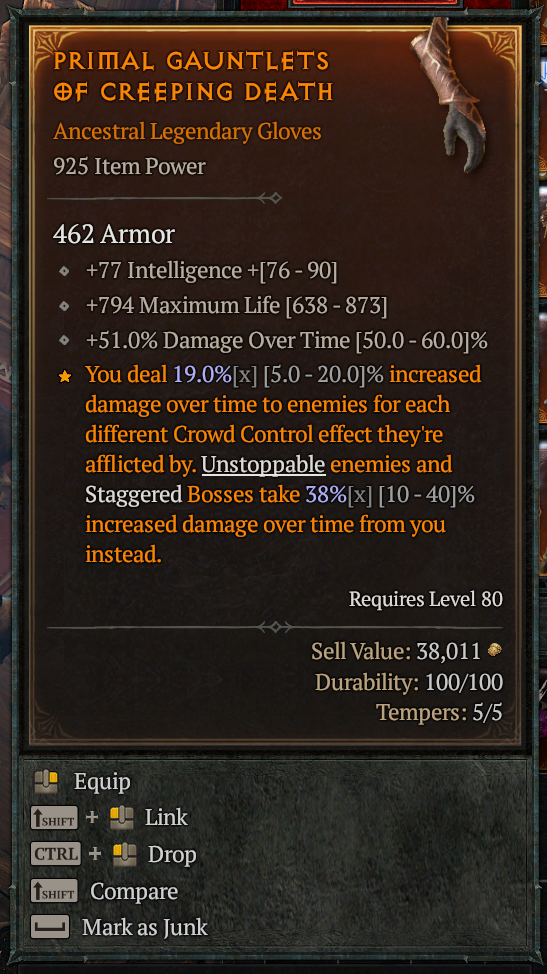 PRIMAL GAUNTLETS
OF CREEPING DEATH
Ancestral Legendary Gloves
925 Item Power
462 Armor
+77 Intelligence +[76 - 90]
+794 Maximum Life [638 - 873]
+51.0% Damage Over Time [50.0 - 60.0]%
You deal 19.0%[x] [5.0 - 20.0]% increased
damage over time to enemies for each
different Crowd Control effect they're
afflicted by. Unstoppable enemies and
Staggered Bosses take 38%[x] [10 - 40]%
increased damage over time from you
instead.
Requires Level 80
Sell Value: 38,011
Durability: 100/100
Tempers: 5/5
Equip
SHIFT + Link
CTRL + Drop
SHIFT Compare
Mark as Junk